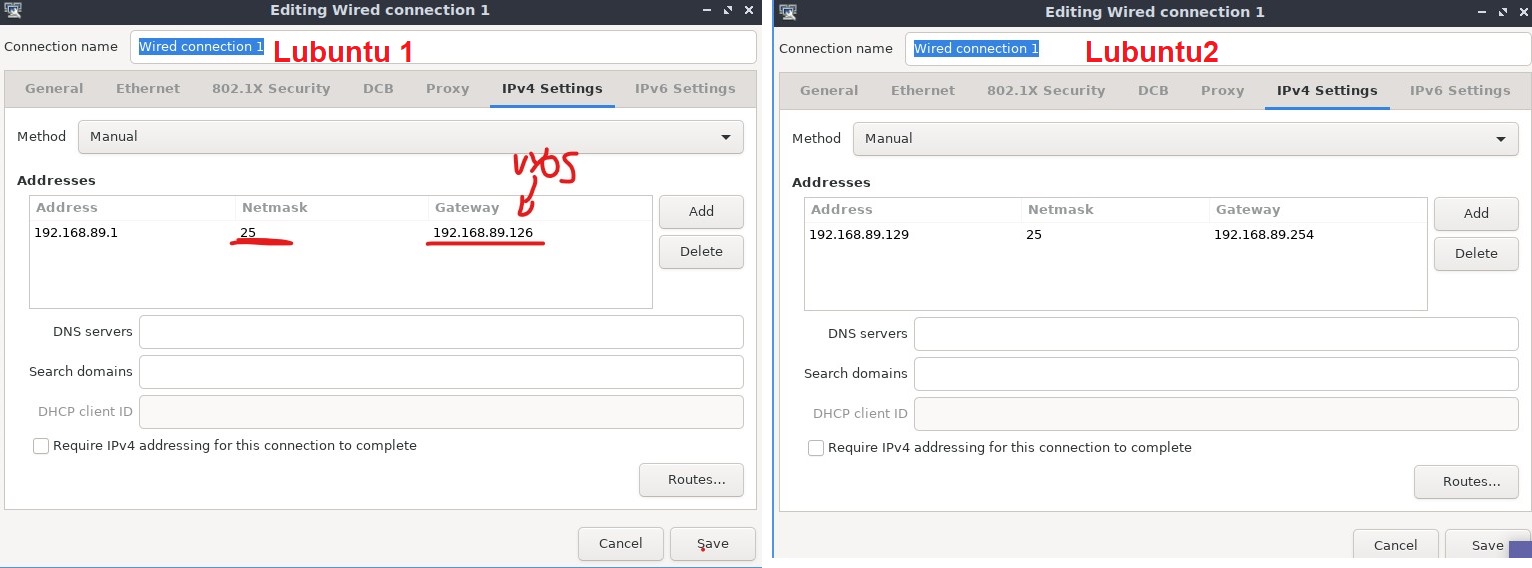 Editing Wired connection 1
Connection name Wired connection 1 Lubuntu 1
General Ethernet 802.1X Security DCB Proxy IPv4 Settings IPv6 Settings
Method Manual
vyos
Addresses
Address Netmask Gateway Add
192.168.89.1 25 192.168.89.126
Delete
DNS servers
Search domains
DHCP client ID
Require IPv4 addressing for this connection to complete
Routes...
Cancel Save
Editing Wired connection 1
Connection name Wired connection 1 Lubuntu2
General Ethernet 802.1X Security DCB Proxy IPv4 Settings IPv6 Settings
Method Manual
Addresses
Address Netmask Gateway Add
192.168.89.129 25 192.168.89.254
Delete
DNS servers
Search domains
DHCP client ID
Require IPv4 addressing for this connection to complete
Routes...
Cancel Save